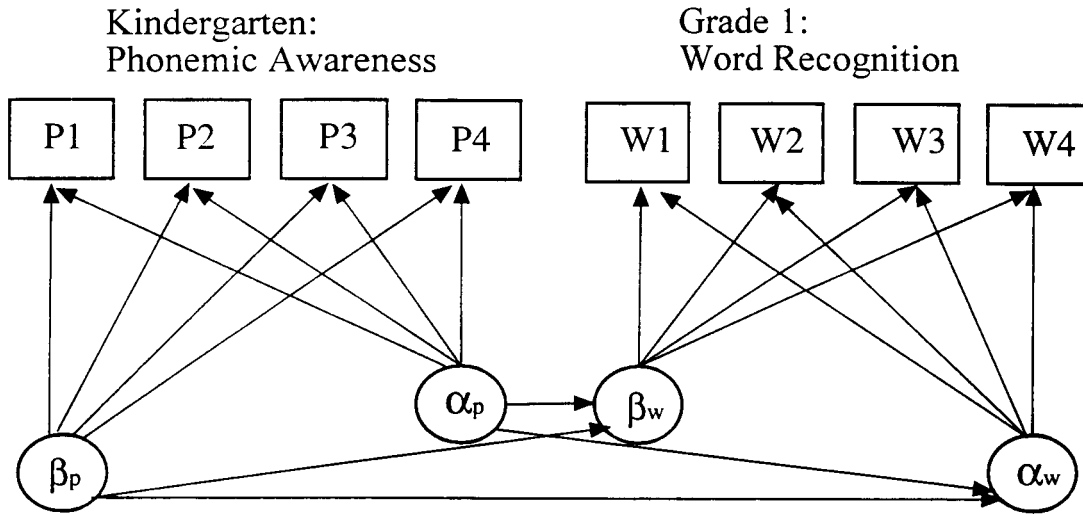 Kindergarten:
Phonemic Awareness
Grade 1:
Word Recognition
P1 P2 P3 P4 W1 W2 W3 W4
αp βw
βp αw